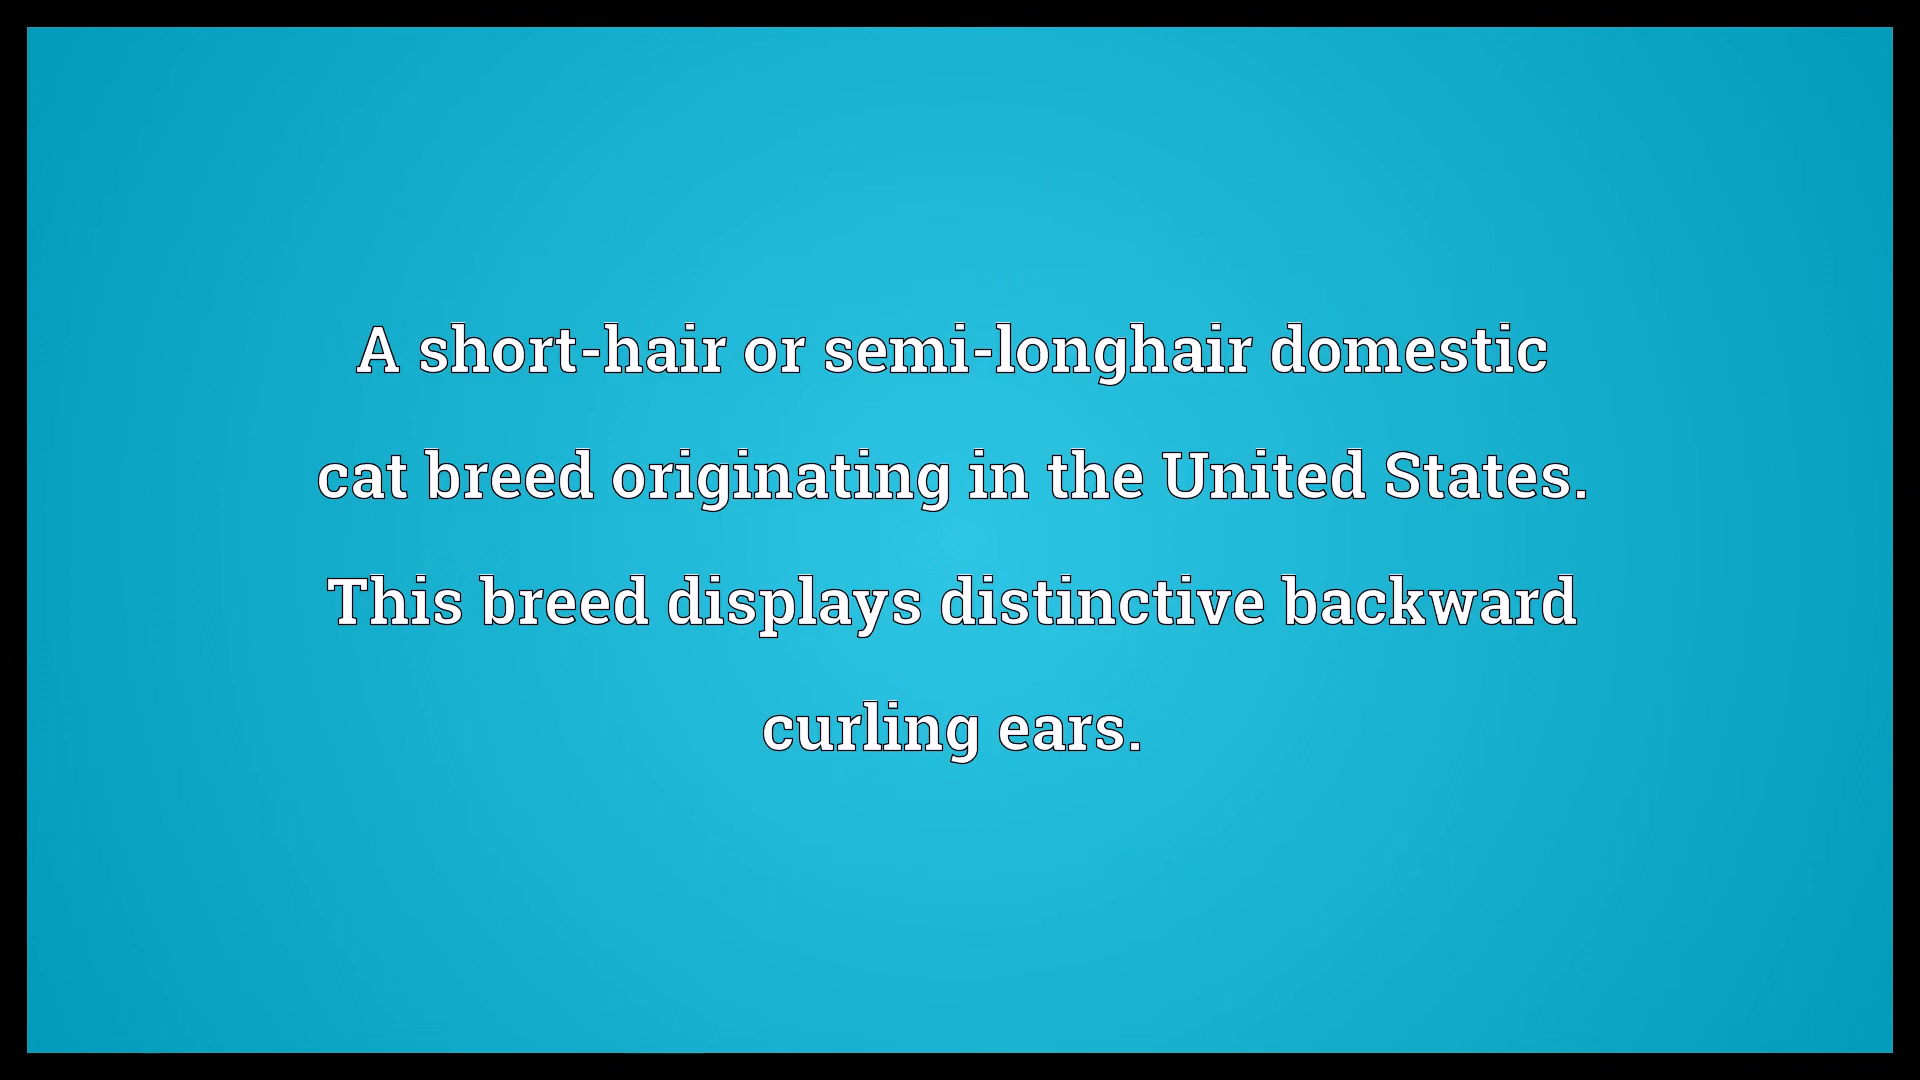 A short-hair or semi-longhair domestic
cat breed originating in the United States.
This breed displays distinctive backward
curling ears.